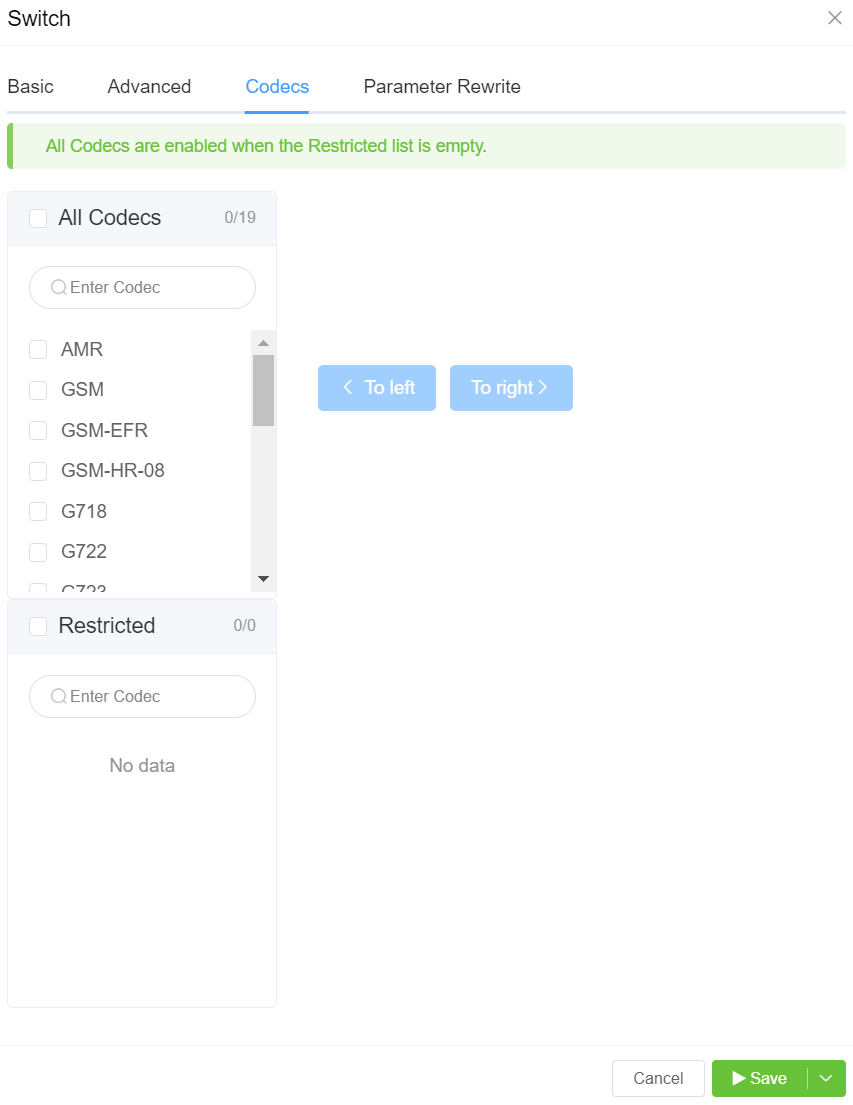 Switch
Basic Advanced Codecs Parameter Rewrite
All Codecs are enabled when the Restricted list is empty.
All Codecs 0/19
Enter Codec
AMR
GSM
To left To right
GSM-EFR
GSM-HR-08
G718
G722
G723
Restricted 0/0
Enter Codec
No data
Cancel Save